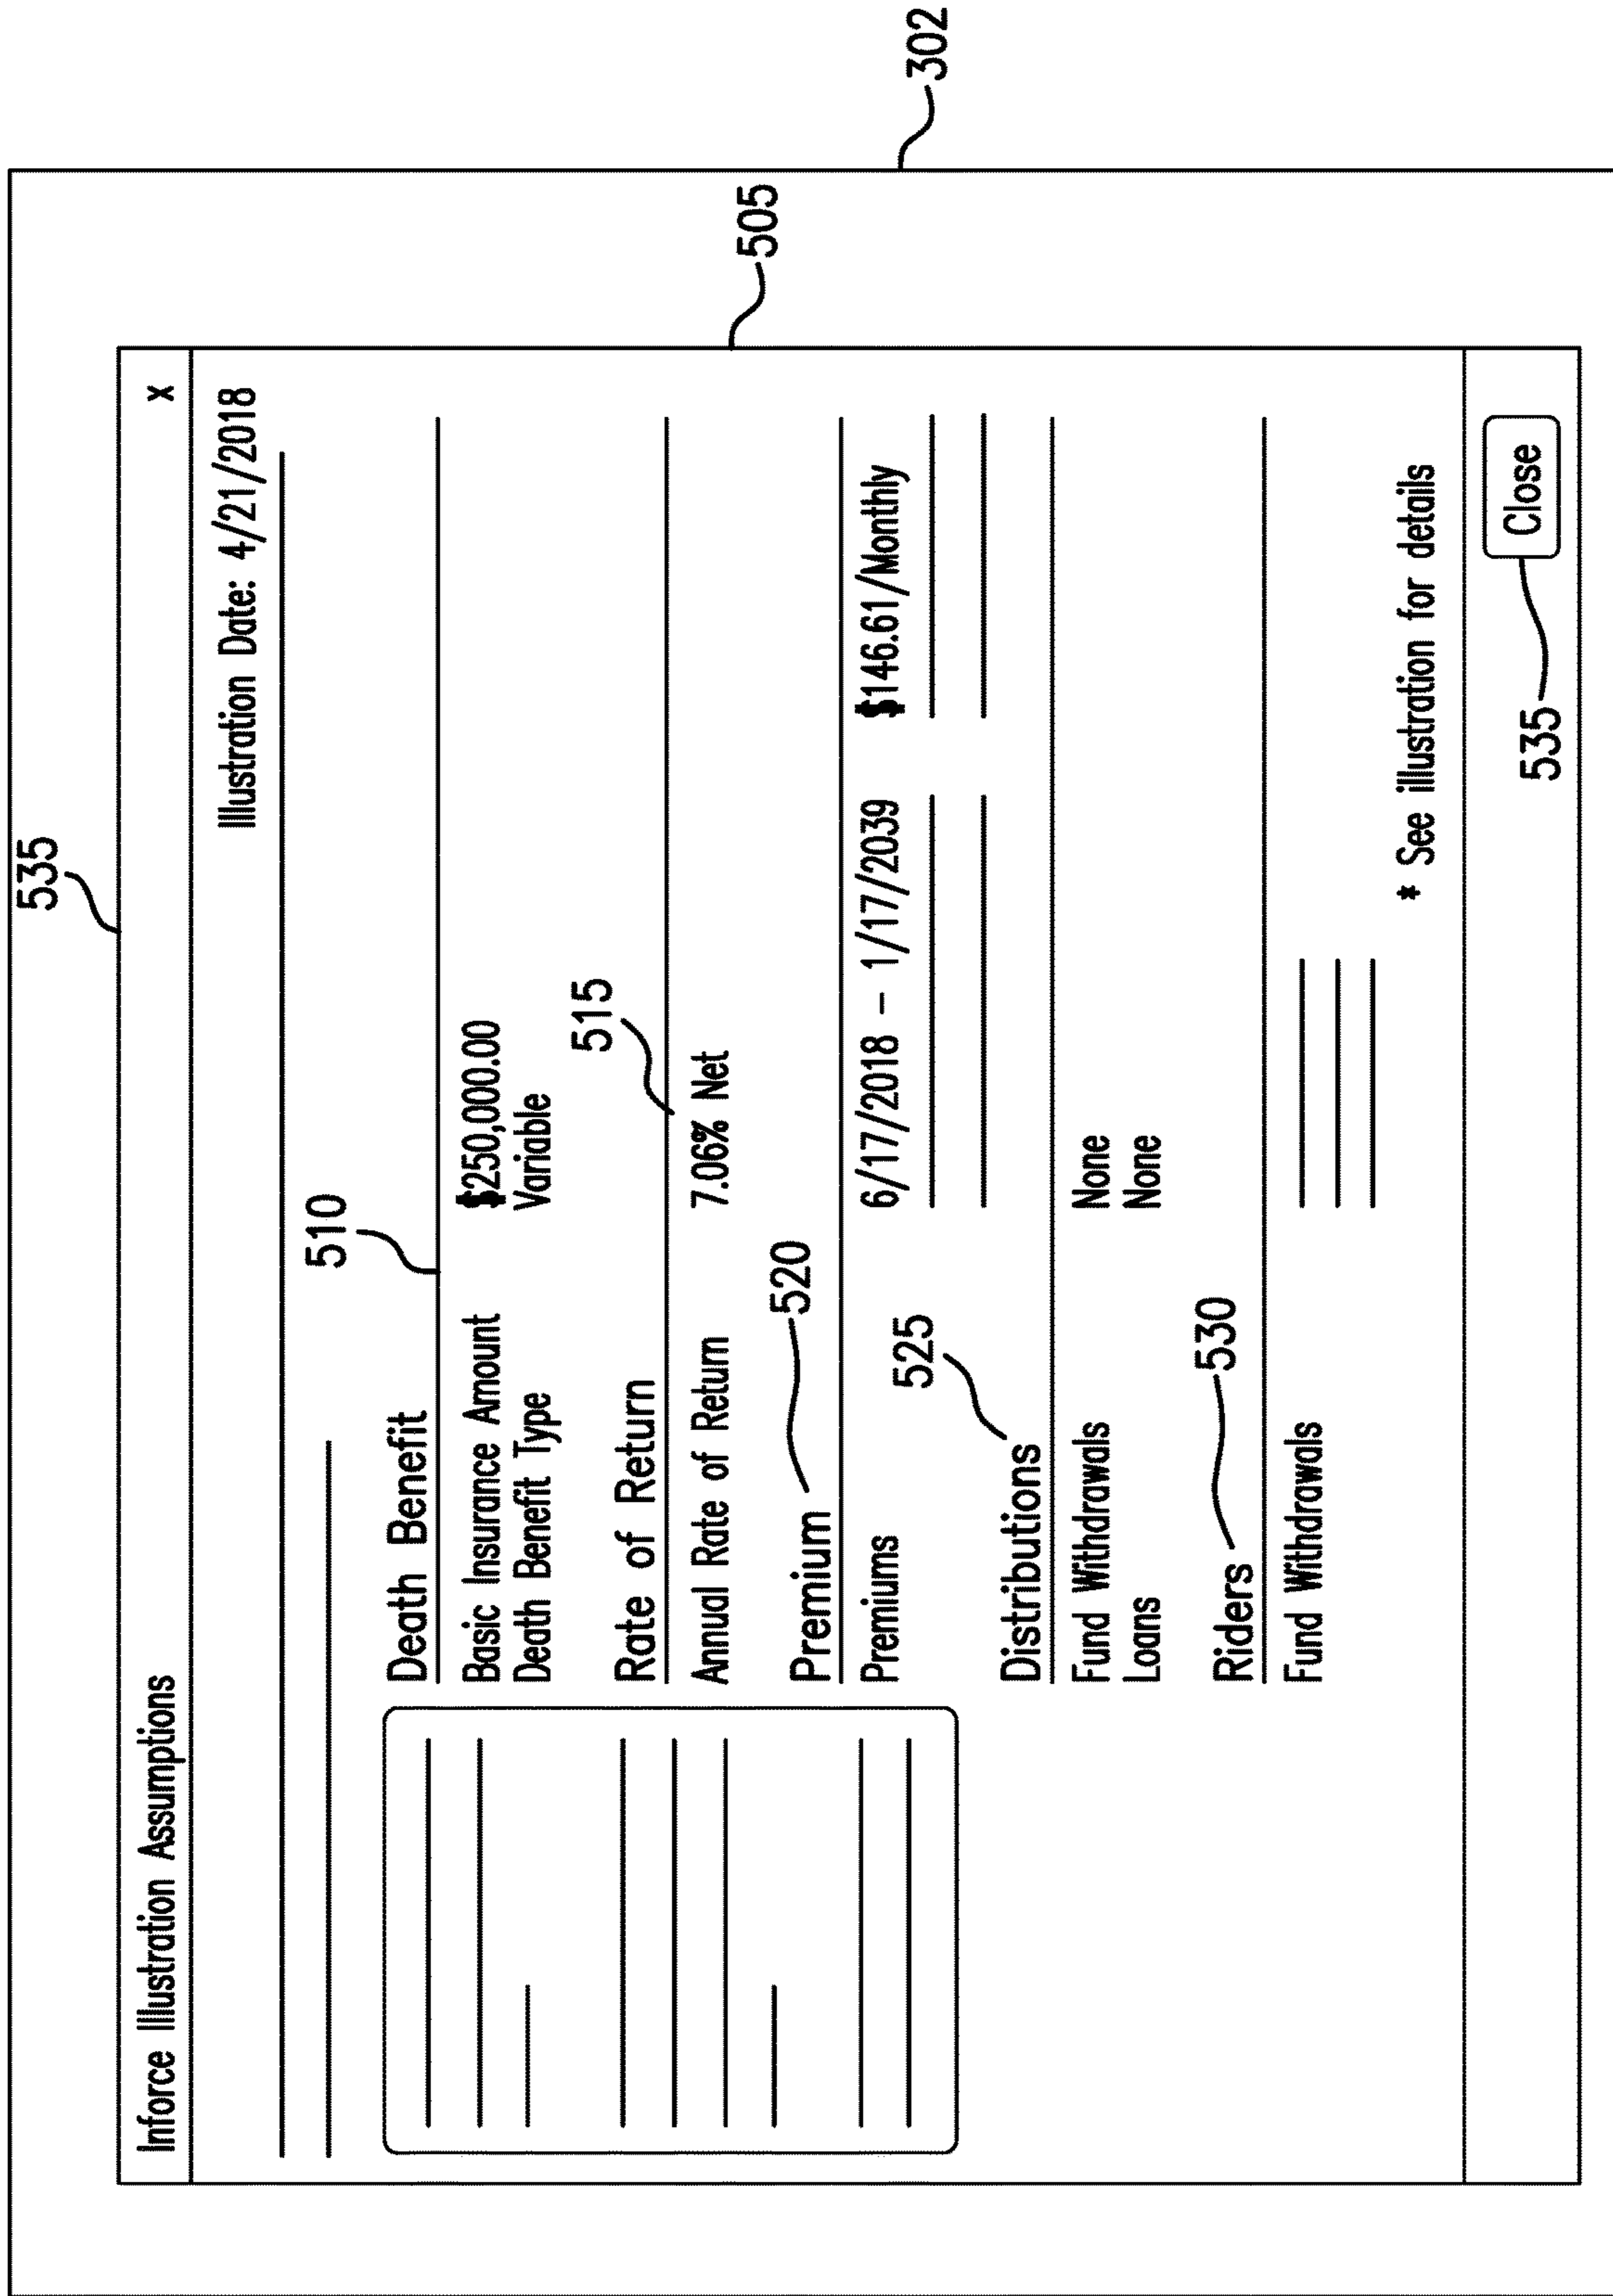 535
302
Inforce Illustration Assumptions X
505
Illustration Date: 4/21/2018
510
Death Benefit
Basic Insurance Amount $250,000.00
Death Benefit Type Variable
515
Rate of Return
Annual Rate of Return 7.06% Net
Premium 520
Premiums 6/17/2018 – 1/17/2039 $146.61/Monthly
525
Distributions
Fund Withdrawals None
Loans None
Riders 530
Fund Withdrawals
* See illustration for details
535 Close